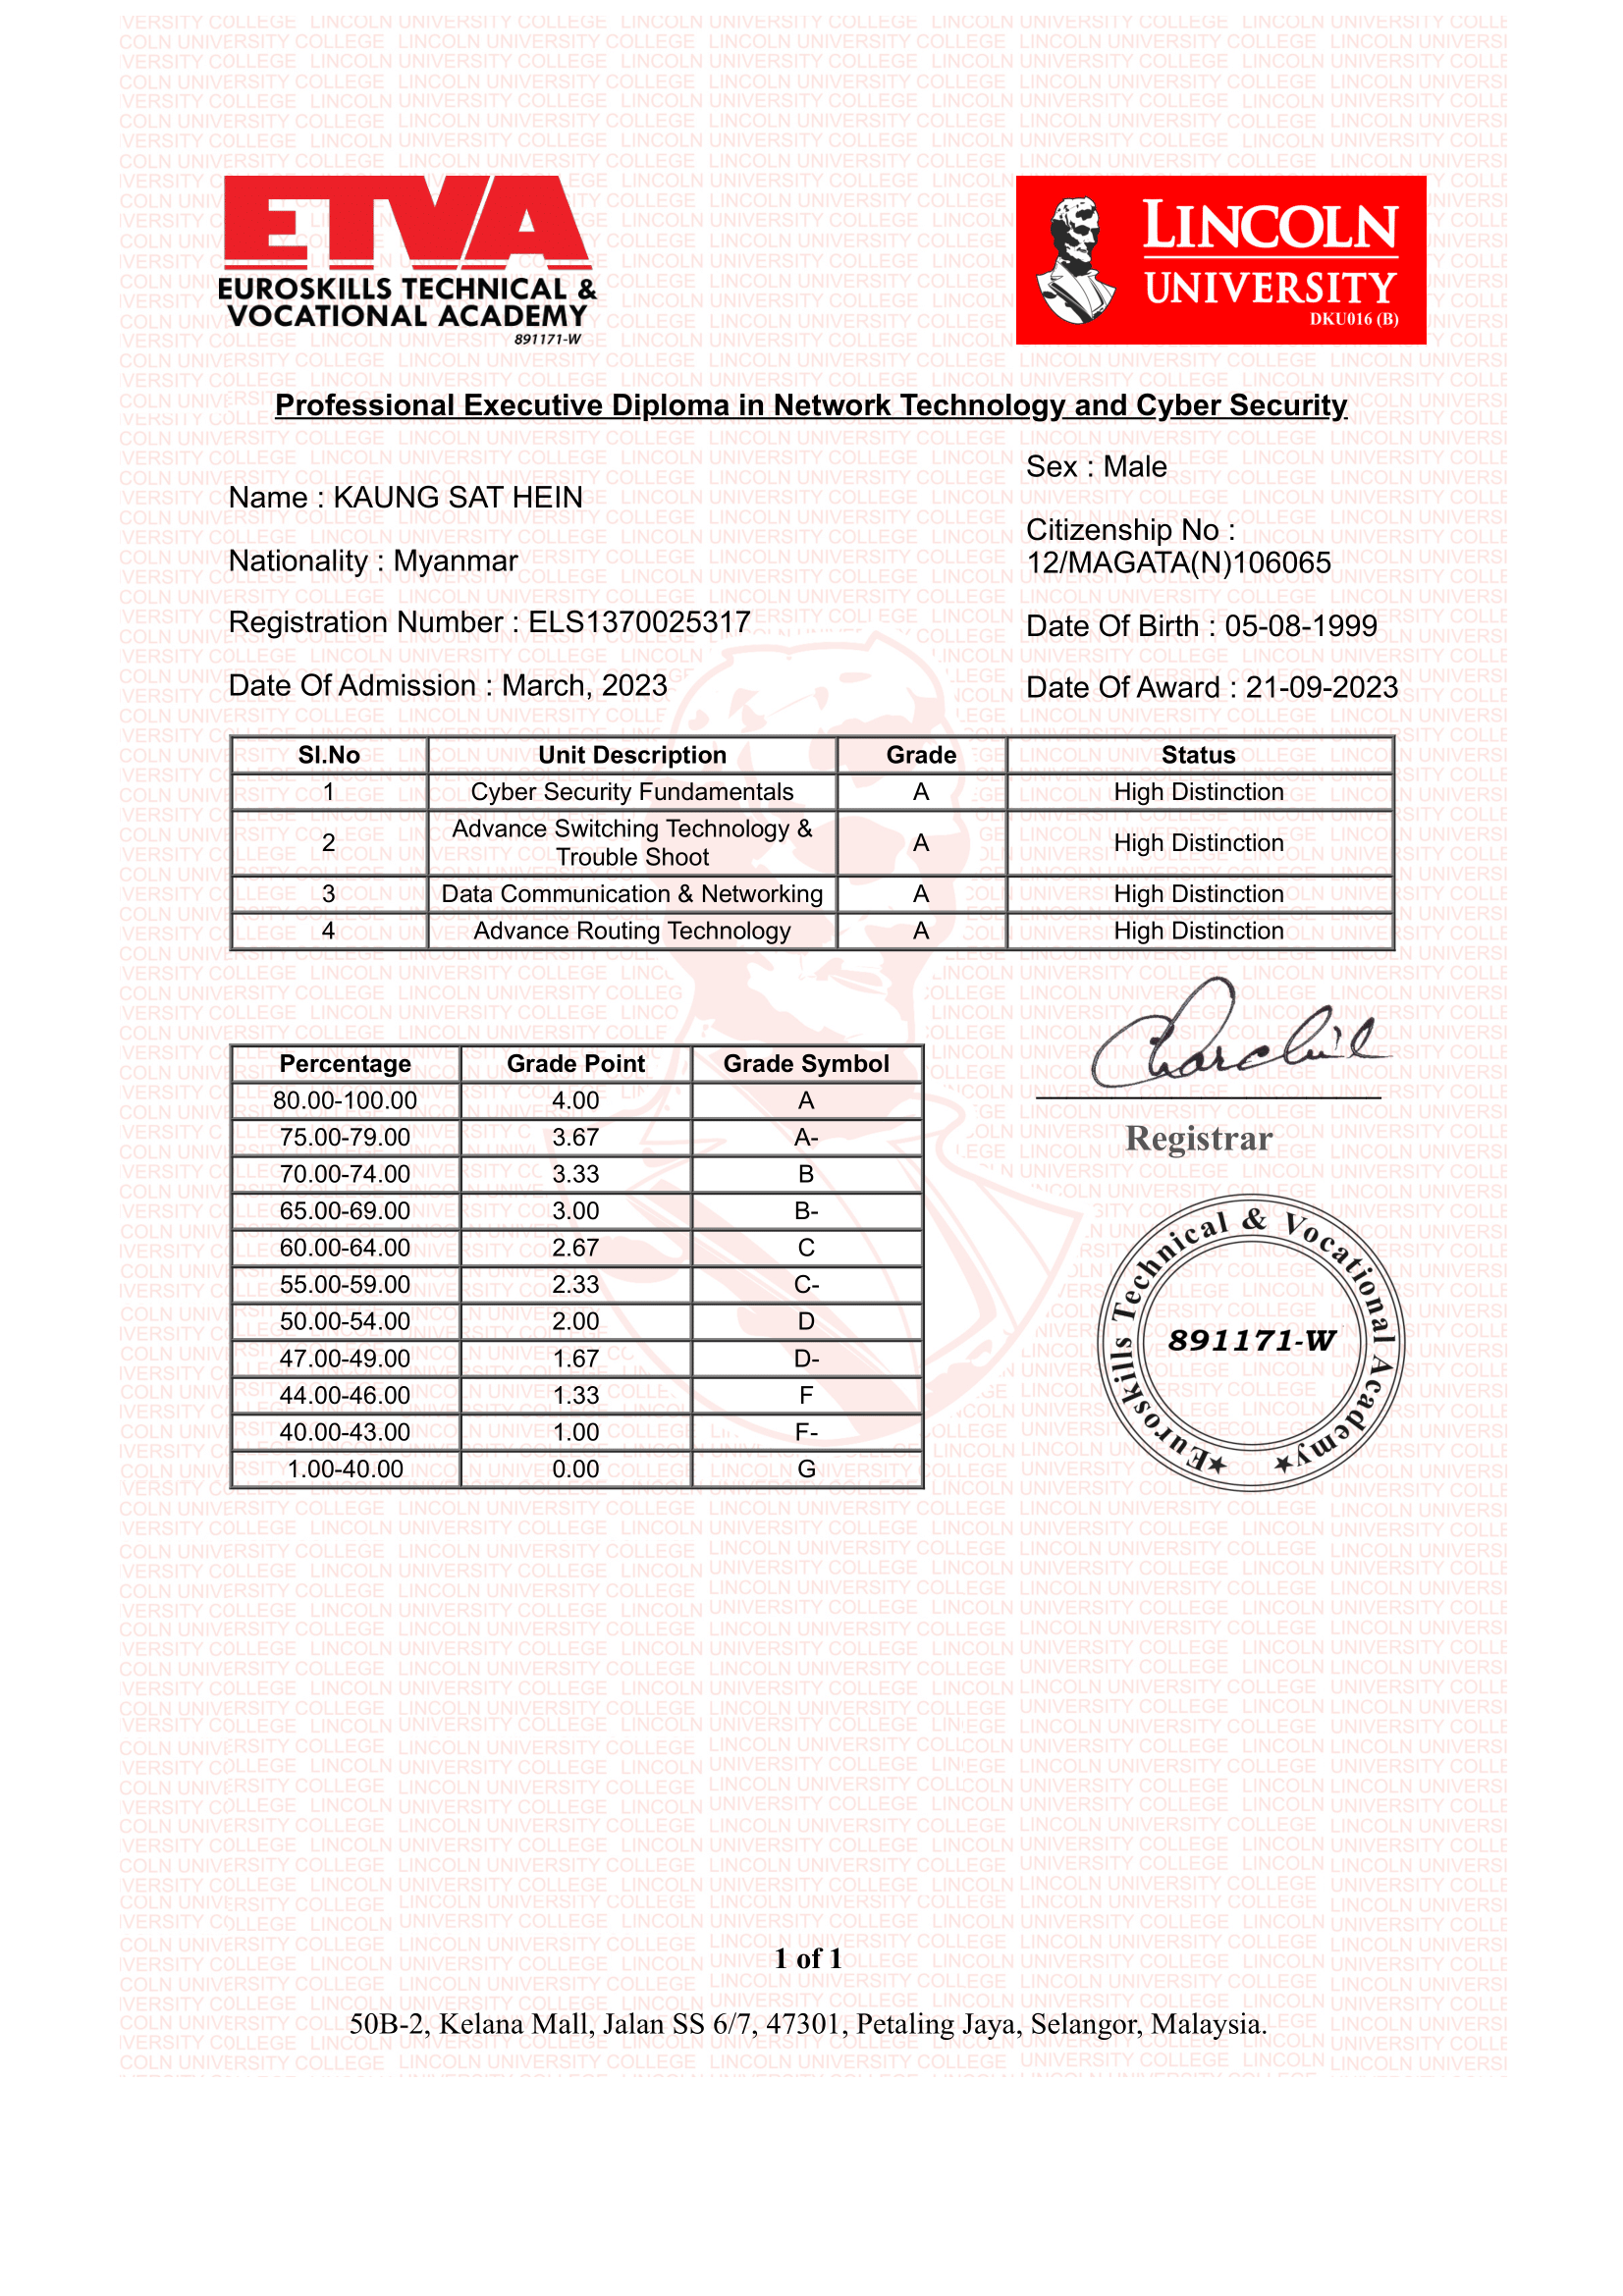 ETVA
EUROSKILLS TECHNICAL &
VOCATIONAL ACADEMY
891171-W
LINCOLN
UNIVERSITY
DKU016 (B)
Professional Executive Diploma in Network Technology and Cyber Security
Name : KAUNG SAT HEIN
Nationality : Myanmar
Registration Number : ELS1370025317
Date Of Admission : March, 2023
Sex : Male
Citizenship No :
12/MAGATA(N)106065
Date Of Birth : 05-08-1999
Date Of Award : 21-09-2023
Sl.No Unit Description Grade Status
1 Cyber Security Fundamentals A High Distinction
2 Advance Switching Technology & Trouble Shoot A High Distinction
3 Data Communication & Networking A High Distinction
4 Advance Routing Technology A High Distinction
Percentage Grade Point Grade Symbol
80.00-100.00 4.00 A
75.00-79.00 3.67 A-
70.00-74.00 3.33 B
65.00-69.00 3.00 B-
60.00-64.00 2.67 C
55.00-59.00 2.33 C-
50.00-54.00 2.00 D
47.00-49.00 1.67 D-
44.00-46.00 1.33 F
40.00-43.00 1.00 F-
1.00-40.00 0.00 G
Registrar
Euroskills Technical & Vocational Academy
891171-W
LINCOLN UNIVERSITY COLLEGE
1 of 1
50B-2, Kelana Mall, Jalan SS 6/7, 47301, Petaling Jaya, Selangor, Malaysia.